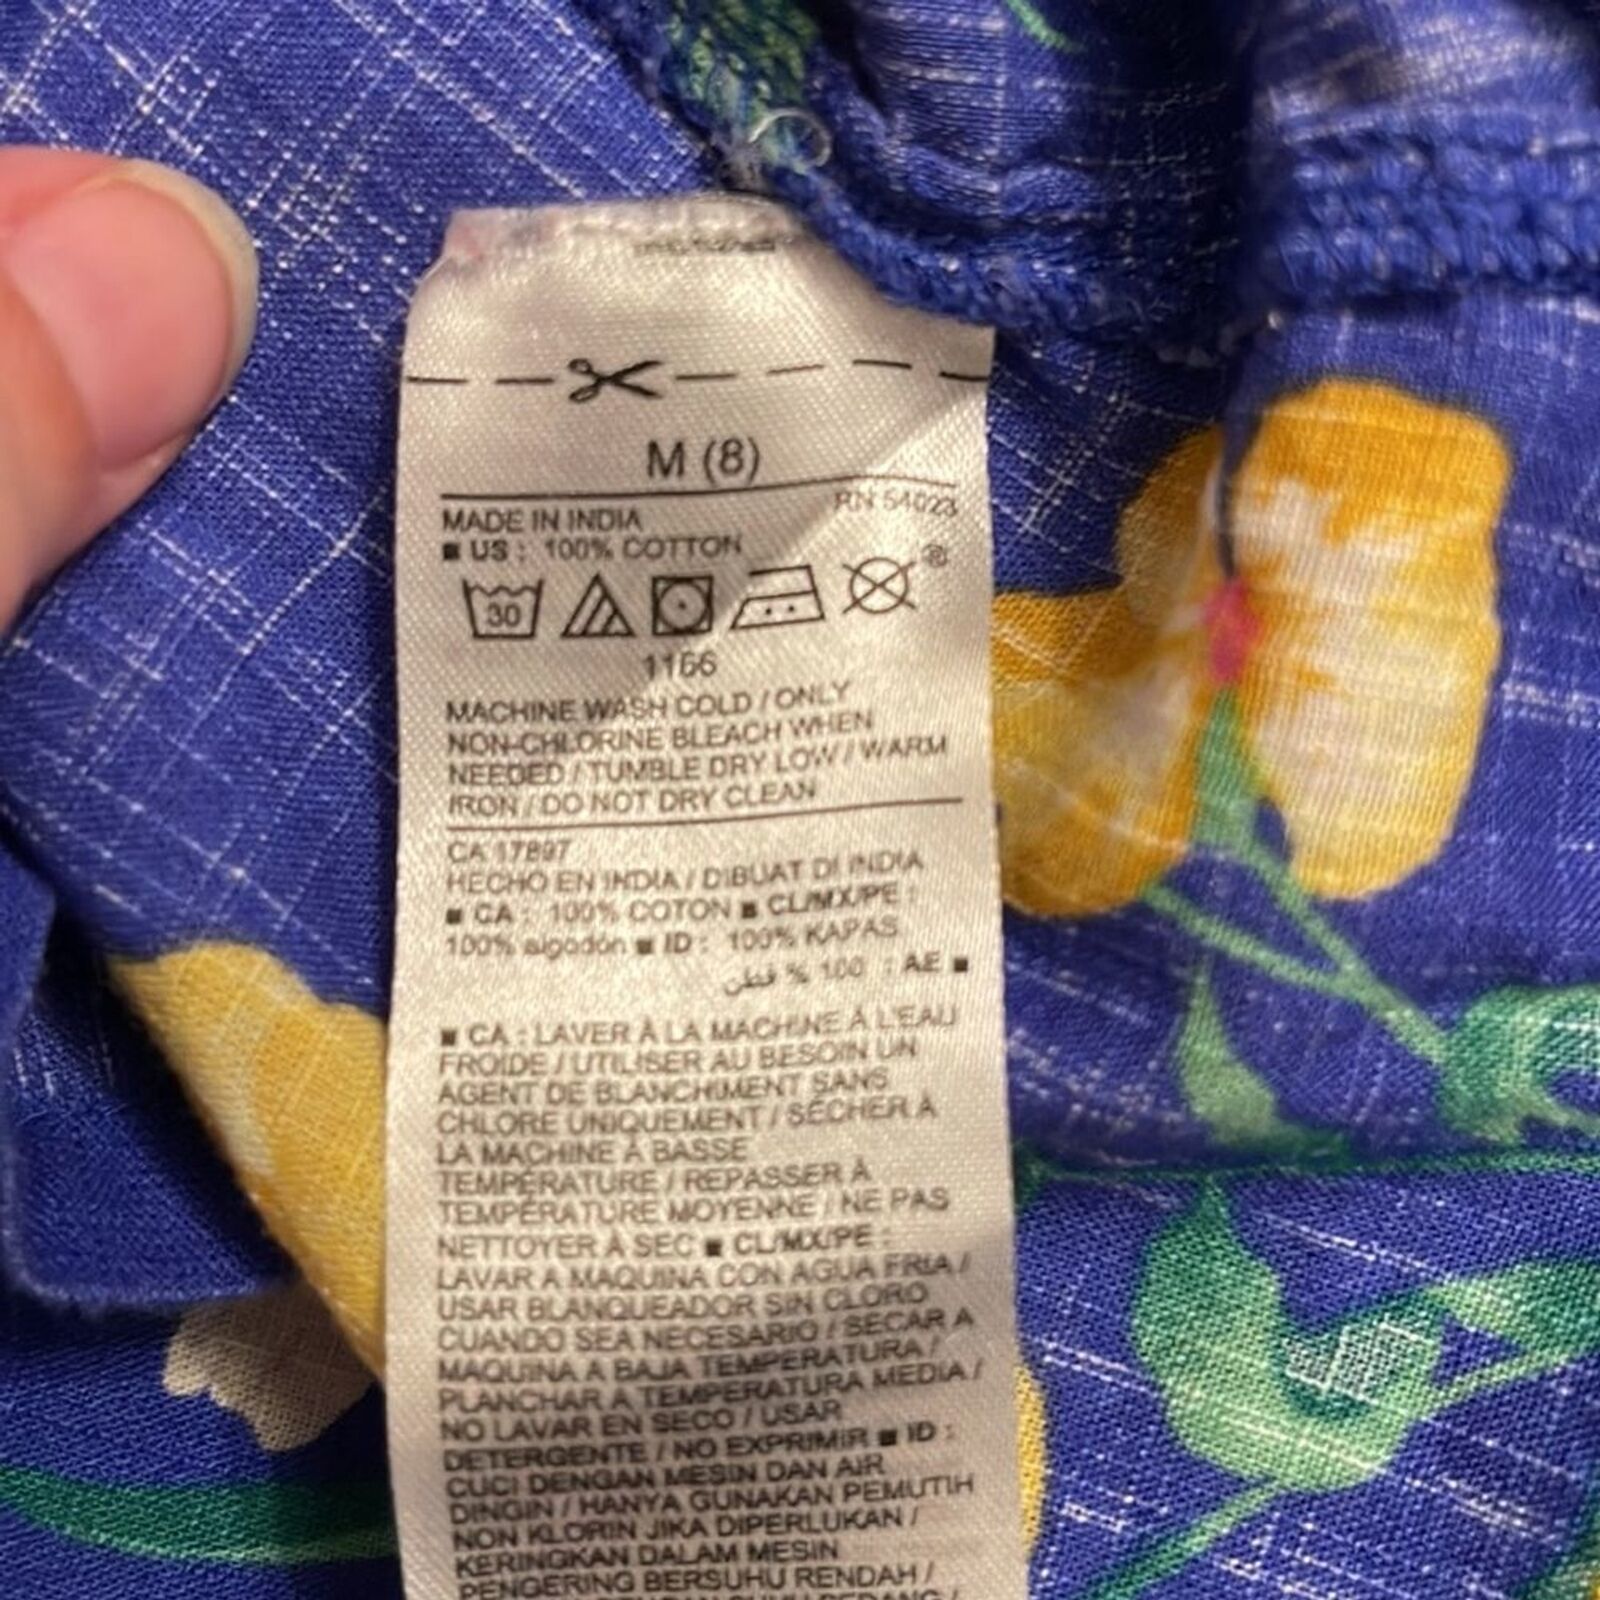 M (8)
RN 54023
MADE IN INDIA
■ US : 100% COTTON
30
®
1166
MACHINE WASH COLD / ONLY
NON-CHLORINE BLEACH WHEN
NEEDED / TUMBLE DRY LOW / WARM
IRON / DO NOT DRY CLEAN
CA 17897
HECHO EN INDIA / DIBUAT DI INDIA
■ CA : 100% COTON ■ CL/MX/PE :
100% algodón ■ ID : 100% KAPAS
■ AE : 100 % قطن
■ CA : LAVER À LA MACHINE À L'EAU
FROIDE / UTILISER AU BESOIN UN
AGENT DE BLANCHIMENT SANS
CHLORE UNIQUEMENT / SÉCHER À
LA MACHINE À BASSE
TEMPÉRATURE / REPASSER À
TEMPÉRATURE MOYENNE / NE PAS
NETTOYER À SEC ■ CL/MX/PE :
LAVAR A MAQUINA CON AGUA FRIA /
USAR BLANQUEADOR SIN CLORO
CUANDO SEA NECESARIO / SECAR A
MAQUINA A BAJA TEMPERATURA /
PLANCHAR A TEMPERATURA MEDIA /
NO LAVAR EN SECO / USAR
DETERGENTE / NO EXPRIMIR ■ ID :
CUCI DENGAN MESIN DAN AIR
DINGIN / HANYA GUNAKAN PEMUTIH
NON KLORIN JIKA DIPERLUKAN /
KERINGKAN DALAM MESIN
PENGERING BERSUHU RENDAH /